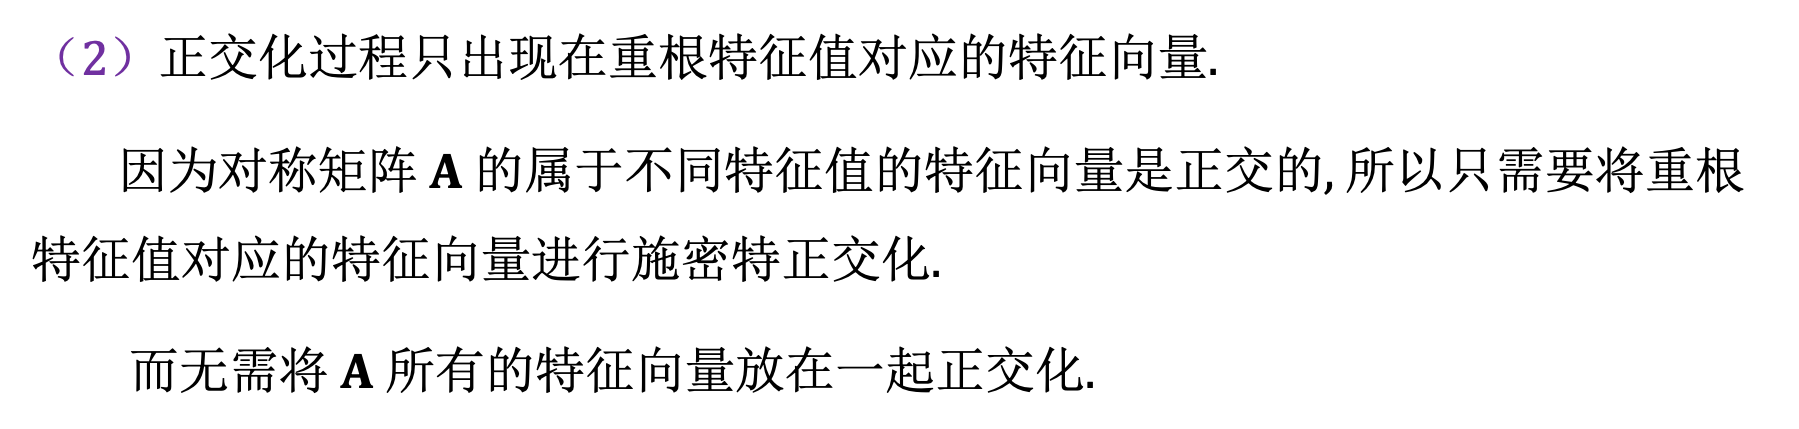 （2）正交化过程只出现在重根特征值对应的特征向量.
因为对称矩阵 A 的属于不同特征值的特征向量是正交的, 所以只需要将重根
特征值对应的特征向量进行施密特正交化.
而无需将 A 所有的特征向量放在一起正交化.